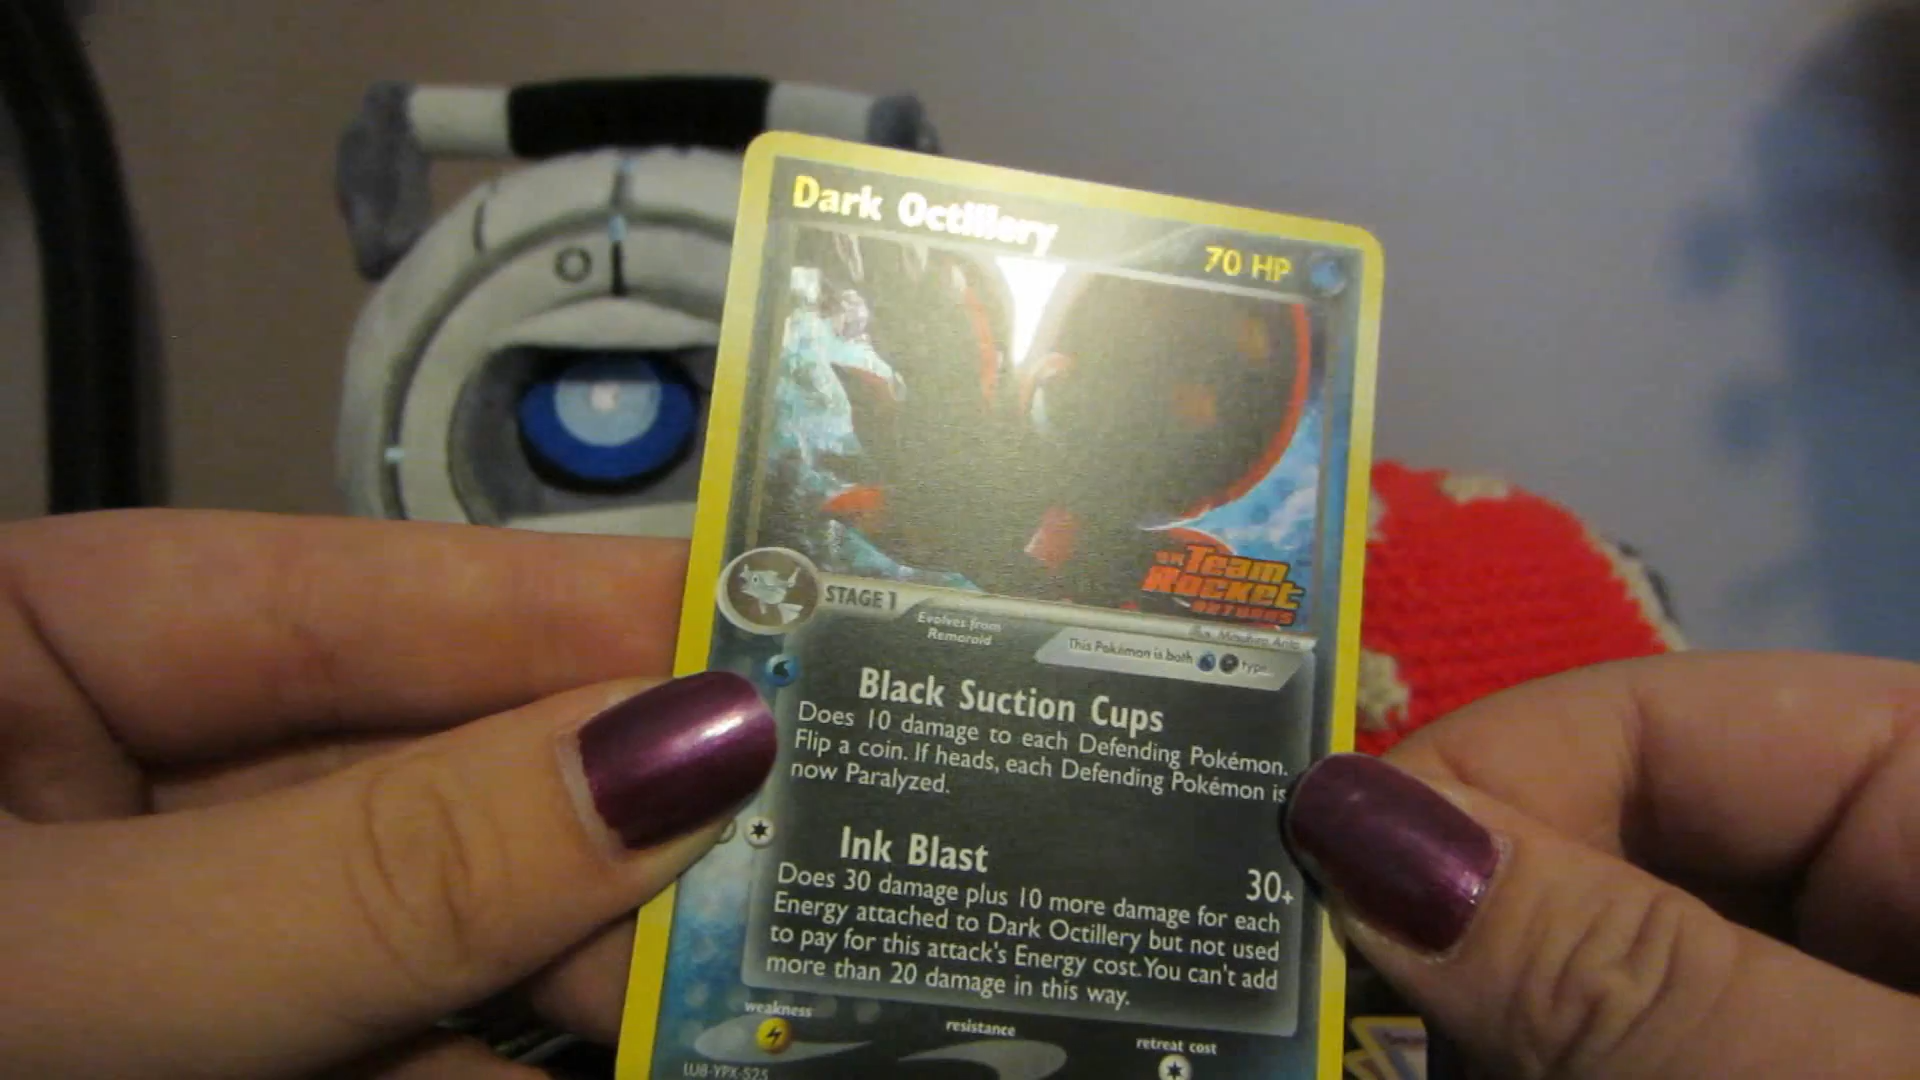 Dark Octillery
70 HP
EX Team
Rocket
Returns
STAGE 1
Evolves from
Remoraid
This Pokémon is both type.
Black Suction Cups
Does 10 damage to each Defending Pokémon.
Flip a coin. If heads, each Defending Pokémon is
now Paralyzed.
Ink Blast
30+
Does 30 damage plus 10 more damage for each
Energy attached to Dark Octillery but not used
to pay for this attack's Energy cost. You can't add
more than 20 damage in this way.
weakness
resistance
retreat cost
LU8-YPX-525